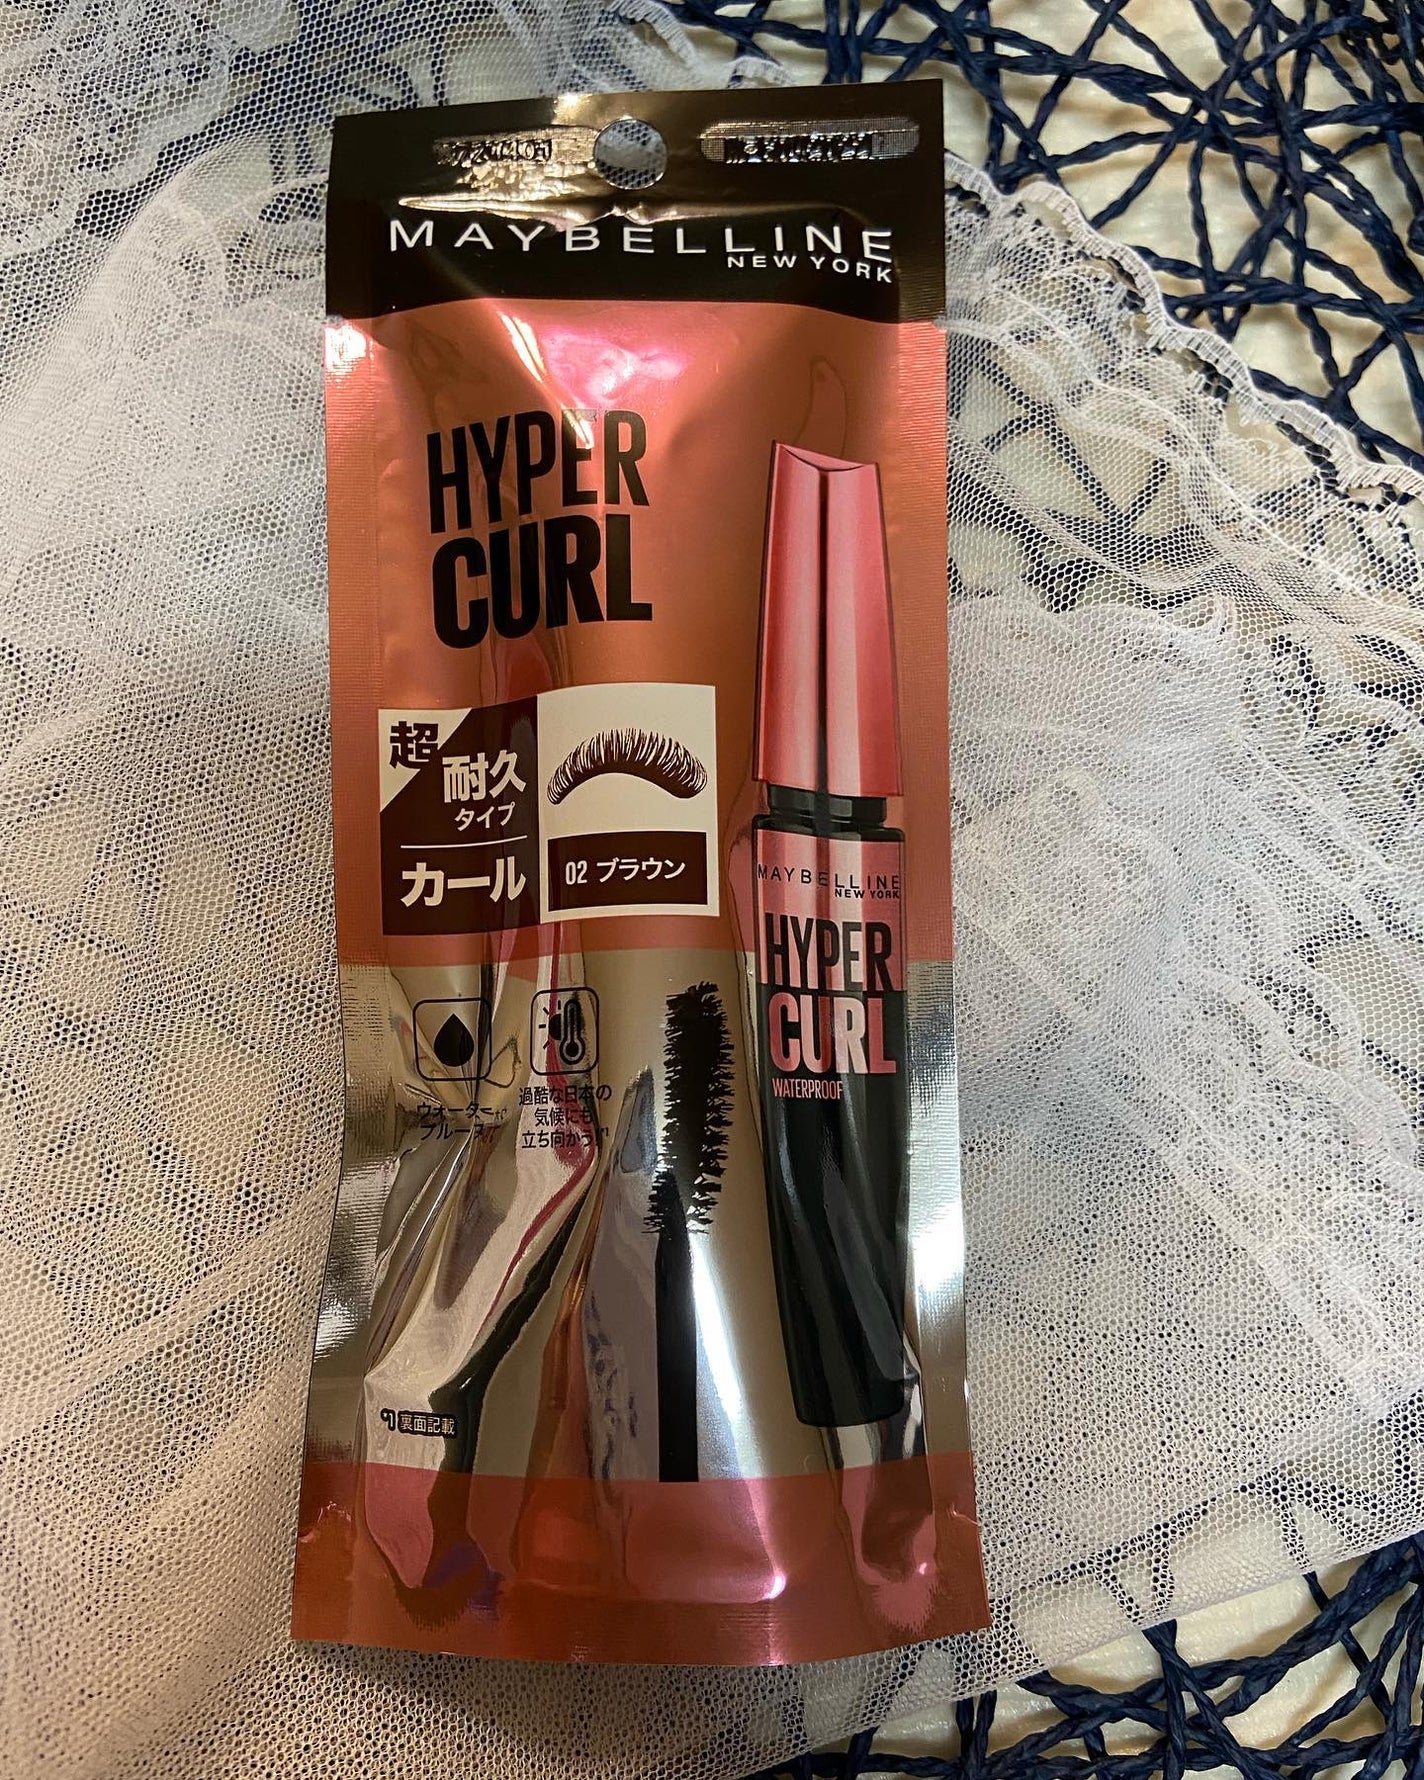 MAYBELLINE
NEW YORK
HYPER
CURL
超
耐久
タイプ
カール
02 ブラウン
MAYBELLINE
NEW YORK
HYPER
CURL
WATERPROOF
ウォーター
プルーフ
過酷な日本の
気候にも
立ち向かう!*1
*1 裏面記載